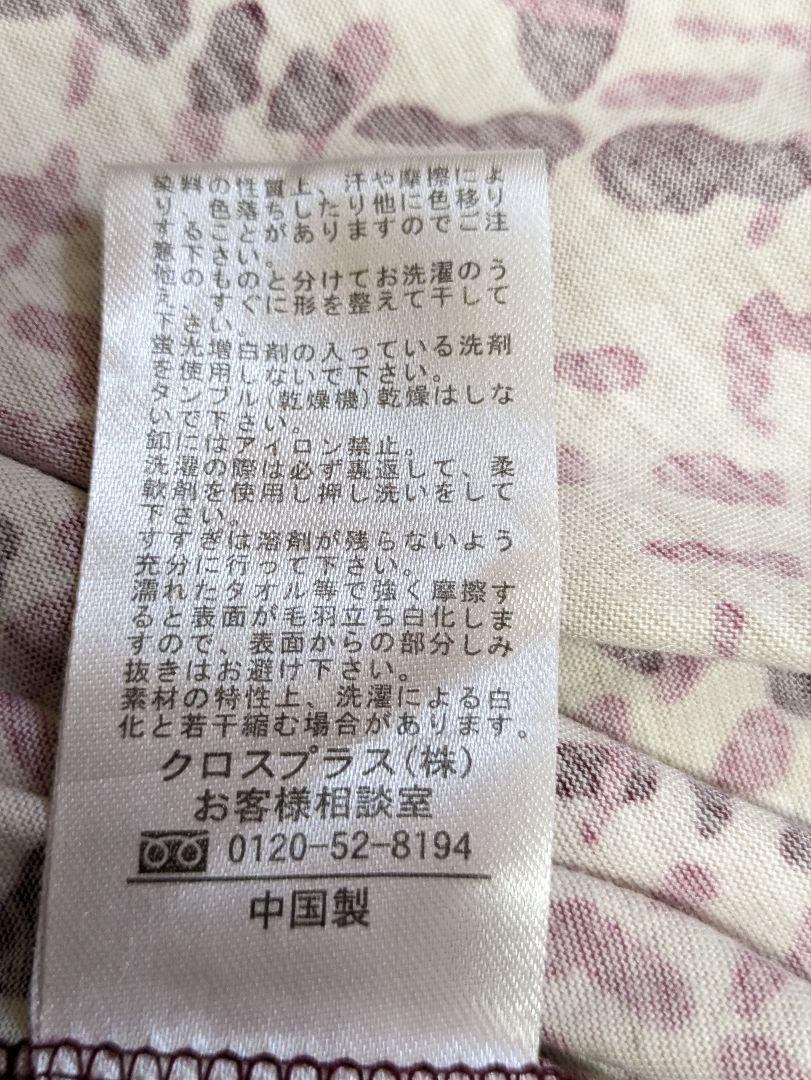 染料の性質上、汗や摩擦により
、色落ちしたり他に色移り
することがありますのでご注
意下さい。
他のものと分けてお洗濯のう
え、すぐに形を整えて干して
下さい。
蛍光増白剤の入っている洗剤
を使用しないで下さい。
タンブル(乾燥機)乾燥はしな
いで下さい。
釦にはアイロン禁止。
洗濯の際は必ず裏返して、柔
軟剤を使用し押し洗いをして
下さい。
すすぎは溶剤が残らないよう
充分に行って下さい。
濡れたタオル等で強く摩擦す
ると表面が毛羽立ち白化しま
すので、表面からの部分しみ
抜きはお避け下さい。
素材の特性上、洗濯による白
化と若干縮む場合があります。
クロスプラス(株)
お客様相談室
0120-52-8194
中国製